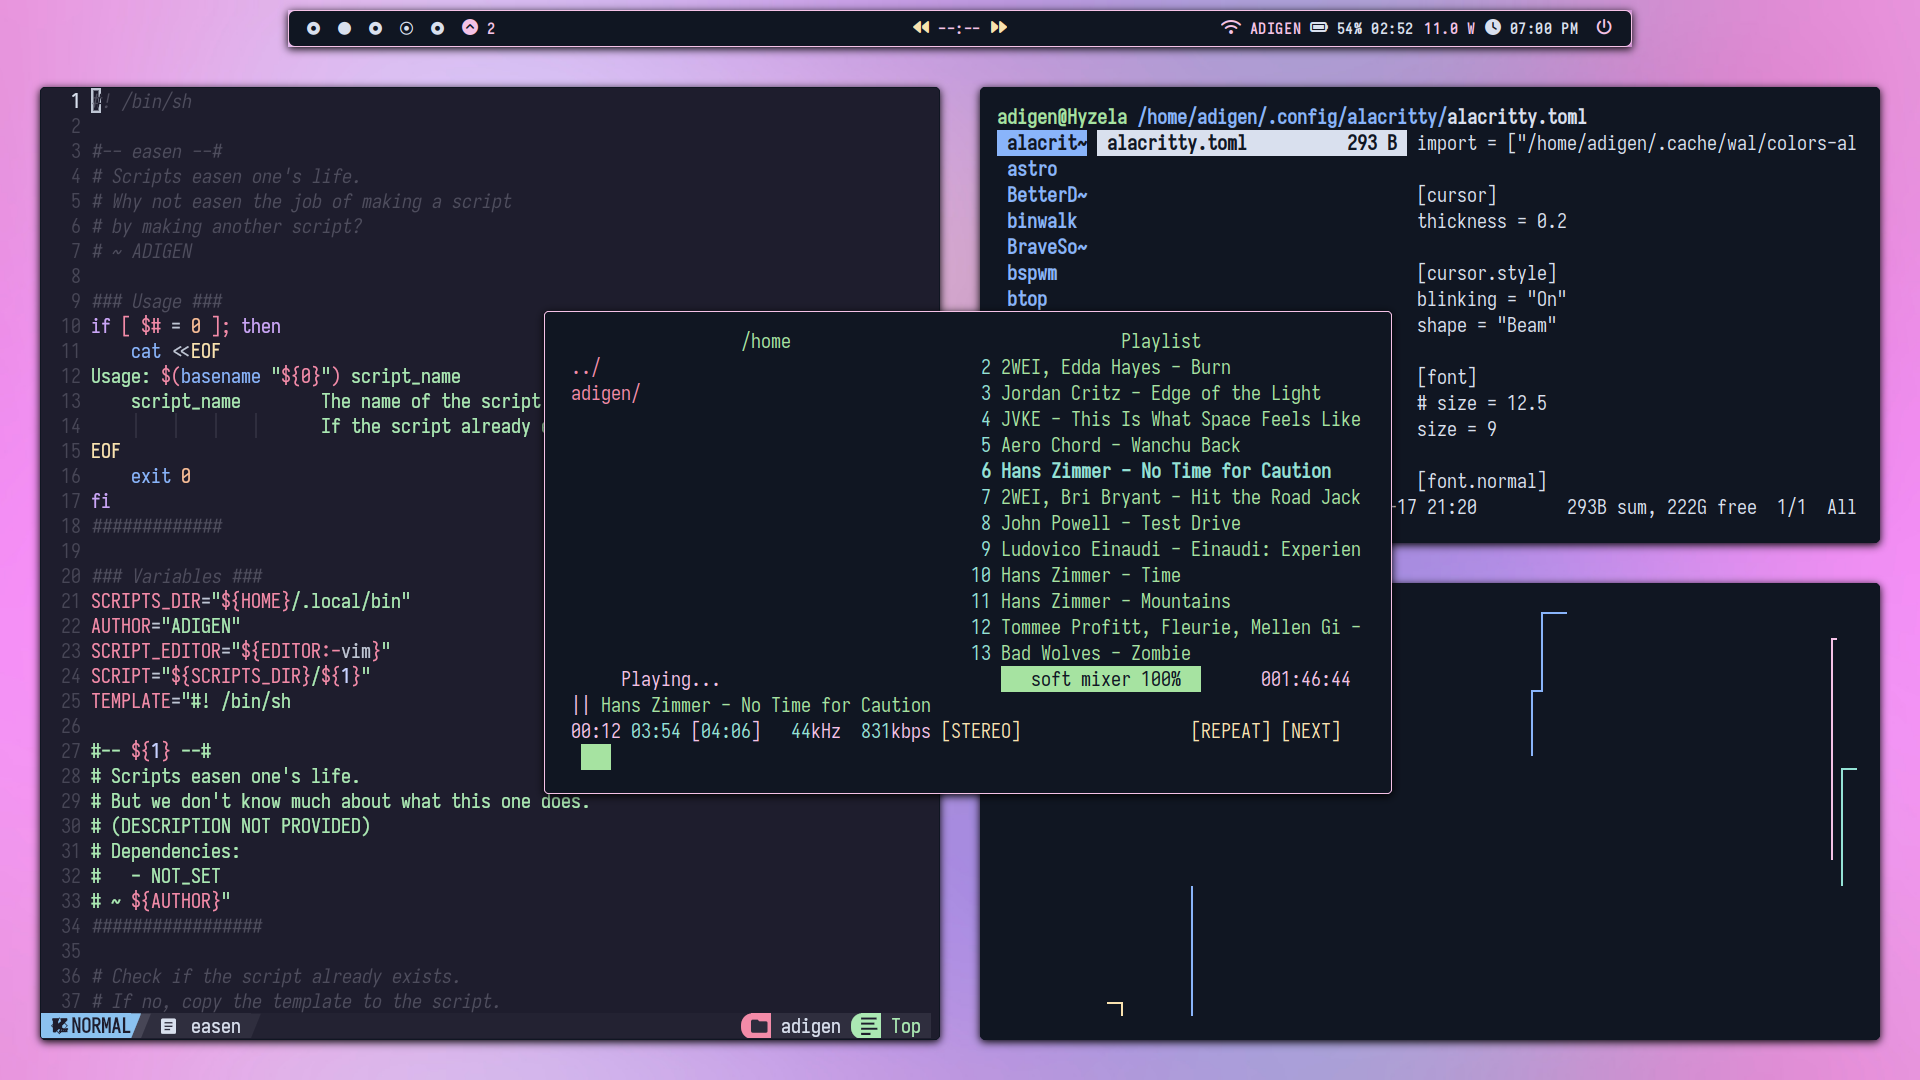 2
--:--
ADIGEN 54% 02:52 11.0 W 07:00 PM
1 #! /bin/sh
2
3 #-- easen --#
4 # Scripts easen one's life.
5 # Why not easen the job of making a script
6 # by making another script?
7 # ~ ADIGEN
8
9 ### Usage ###
10 if [ $# = 0 ]; then
11 cat <<EOF
12 Usage: $(basename "${0}") script_name
13 script_name The name of the script
14 If the script already
15 EOF
16 exit 0
17 fi
18 #############
19
20 ### Variables ###
21 SCRIPTS_DIR="${HOME}/.local/bin"
22 AUTHOR="ADIGEN"
23 SCRIPT_EDITOR="${EDITOR:-vim}"
24 SCRIPT="${SCRIPTS_DIR}/${1}"
25 TEMPLATE="#! /bin/sh
26
27 #-- ${1} --#
28 # Scripts easen one's life.
29 # But we don't know much about what this one does.
30 # (DESCRIPTION NOT PROVIDED)
31 # Dependencies:
32 #   - NOT_SET
33 # ~ ${AUTHOR}"
34 #################
35
36 # Check if the script already exists.
37 # If no, copy the template to the script.
NORMAL easen adigen Top
adigen@Hyzela /home/adigen/.config/alacritty/alacritty.toml
alacrit~ alacritty.toml 293 B import = ["/home/adigen/.cache/wal/colors-al
astro
BetterD~ [cursor]
binwalk thickness = 0.2
BraveSo~
bspwm [cursor.style]
btop blinking = "On"
shape = "Beam"
[font]
# size = 12.5
size = 9
[font.normal]
-17 21:20 293B sum, 222G free 1/1 All
/home Playlist
../
adigen/
2 2WEI, Edda Hayes - Burn
3 Jordan Critz - Edge of the Light
4 JVKE - This Is What Space Feels Like
5 Aero Chord - Wanchu Back
6 Hans Zimmer - No Time for Caution
7 2WEI, Bri Bryant - Hit the Road Jack
8 John Powell - Test Drive
9 Ludovico Einaudi - Einaudi: Experien
10 Hans Zimmer - Time
11 Hans Zimmer - Mountains
12 Tommee Profitt, Fleurie, Mellen Gi -
13 Bad Wolves - Zombie
Playing... soft mixer 100% 001:46:44
|| Hans Zimmer - No Time for Caution
00:12 03:54 [04:06] 44kHz 831kbps [STEREO] [REPEAT] [NEXT]